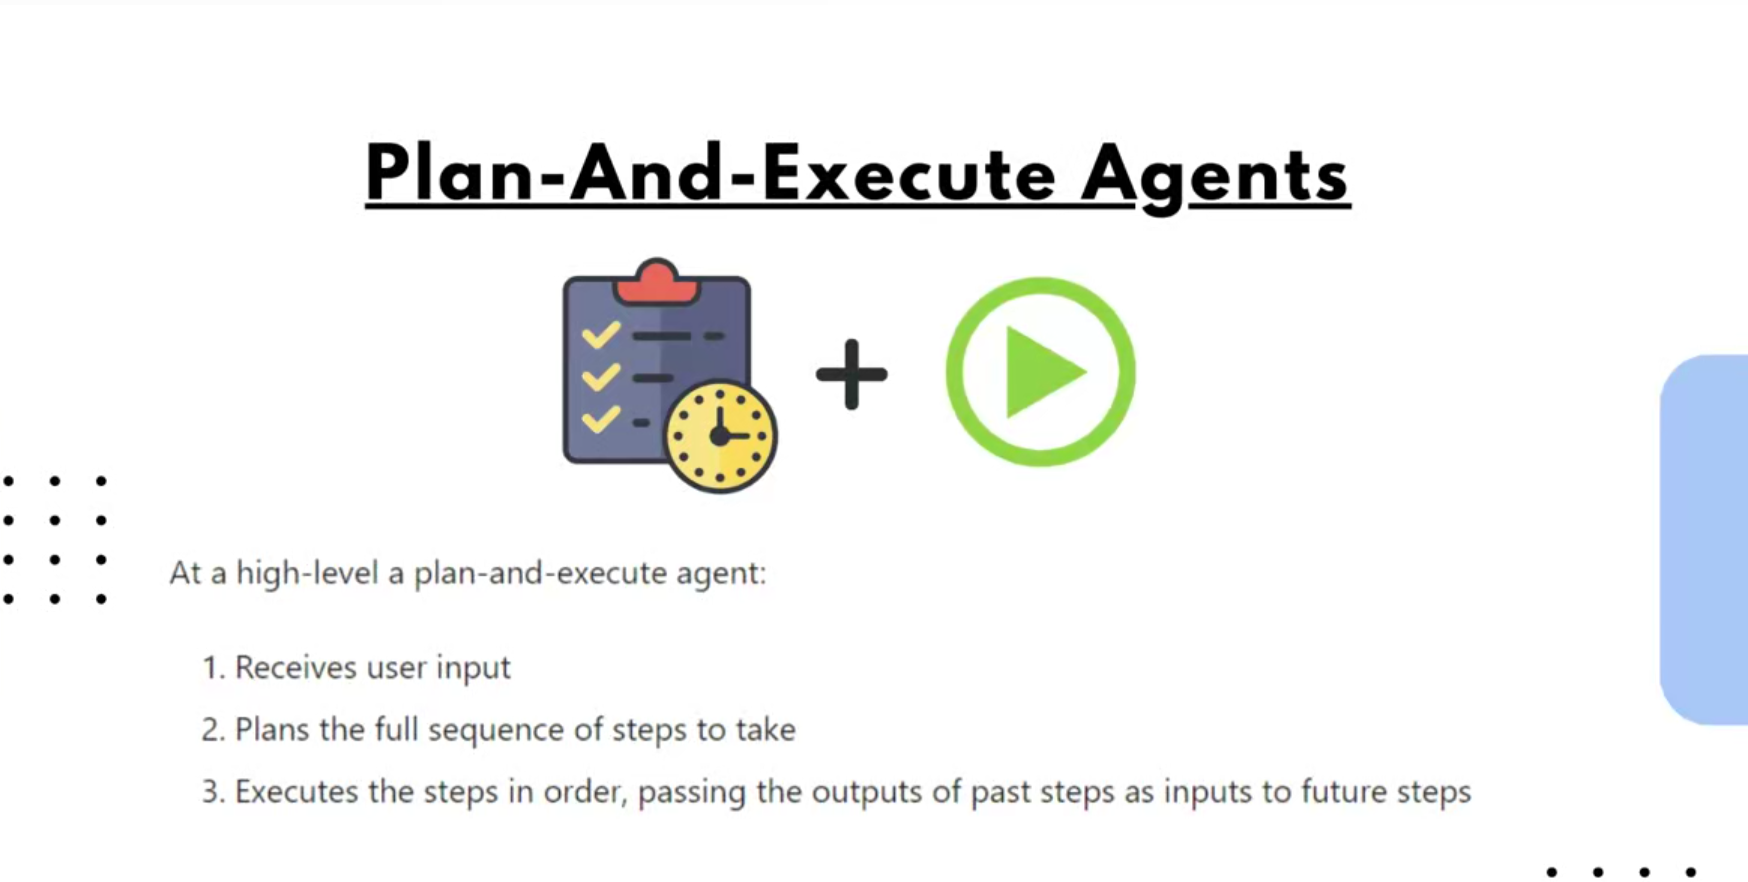 Plan-And-Execute Agents
At a high-level a plan-and-execute agent:
1. Receives user input
2. Plans the full sequence of steps to take
3. Executes the steps in order, passing the outputs of past steps as inputs to future steps